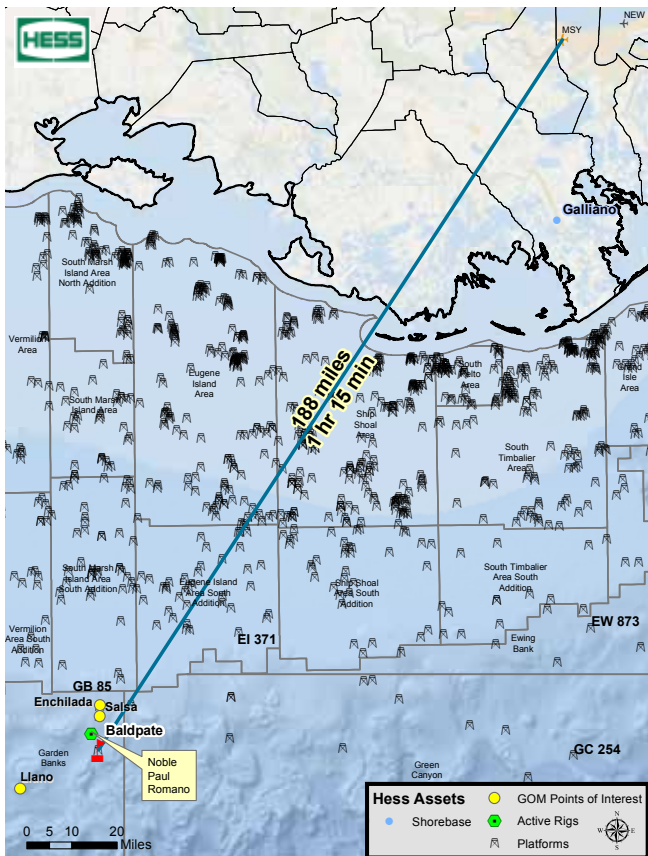 HESS
NEW
MSY
Galliano
South Marsh
Island Area
North Addition
Vermilion
Area
Eugene
Island
Area
South
Pelto
Area
Grand
Isle
Area
South Marsh
Island Area
188 miles
1 hr 15 min
Ship
Shoal
Area
South
Timbalier
Area
South Marsh
Island Area
South Addition
Eugene Island
Area South
Addition
Ship Shoal
Area South
Addition
South Timbalier
Area South
Addition
Vermilion
Area South
Addition
EI 371
Ewing
Bank
EW 873
GB 85
Enchilada
Salsa
Baldpate
Garden
Banks
Noble
Paul
Romano
Llano
Green
Canyon
GC 254
0 5 10 20
Miles
Hess Assets
Shorebase
GOM Points of Interest
Active Rigs
Platforms
N
W
E
S